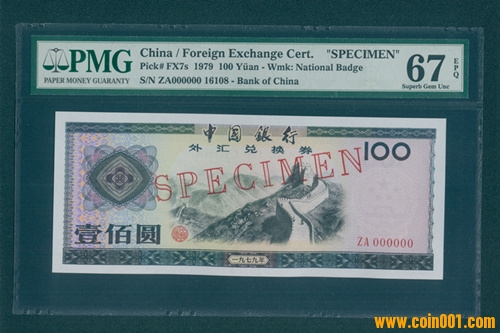 PMG
PAPER MONEY GUARANTY
China / Foreign Exchange Cert. "SPECIMEN"
Pick# FX7s 1979 100 Yüan - Wmk: National Badge
S/N ZA000000 16108 - Bank of China
67 EPQ
Superb Gem Unc
中国银行
外汇兑换券
100
SPECIMEN
壹佰圆
ZA 000000
一九七九年
www.coin001.com